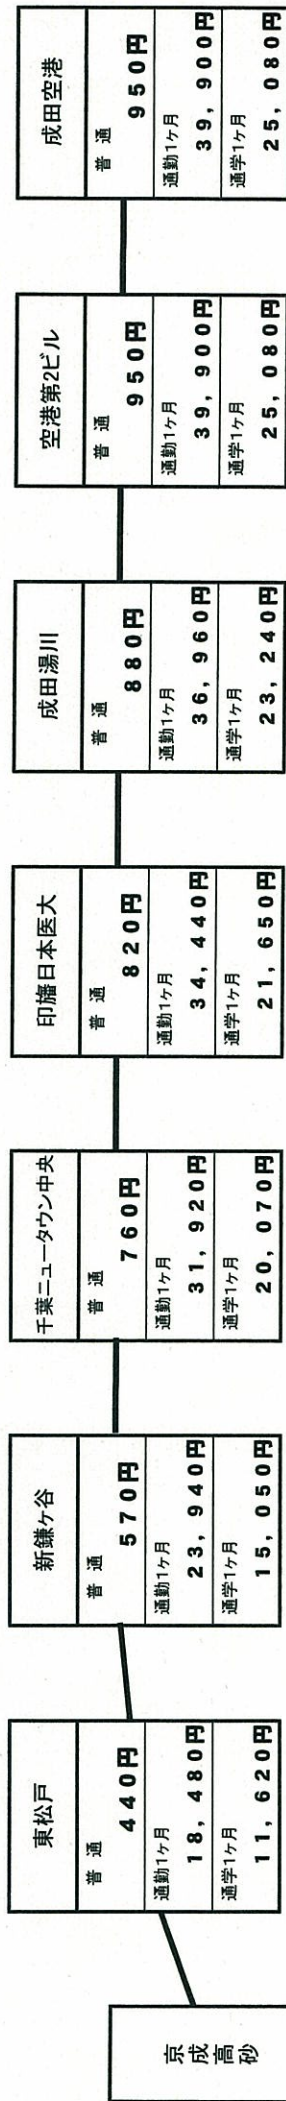 京成高砂
東松戸
普通
440円
通勤1ヶ月
18,480円
通学1ヶ月
11,620円
新鎌ヶ谷
普通
570円
通勤1ヶ月
23,940円
通学1ヶ月
15,050円
千葉ニュータウン中央
普通
760円
通勤1ヶ月
31,920円
通学1ヶ月
20,070円
印旛日本医大
普通
820円
通勤1ヶ月
34,440円
通学1ヶ月
21,650円
成田湯川
普通
880円
通勤1ヶ月
36,960円
通学1ヶ月
23,240円
空港第2ビル
普通
950円
通勤1ヶ月
39,900円
通学1ヶ月
25,080円
成田空港
普通
950円
通勤1ヶ月
39,900円
通学1ヶ月
25,080円